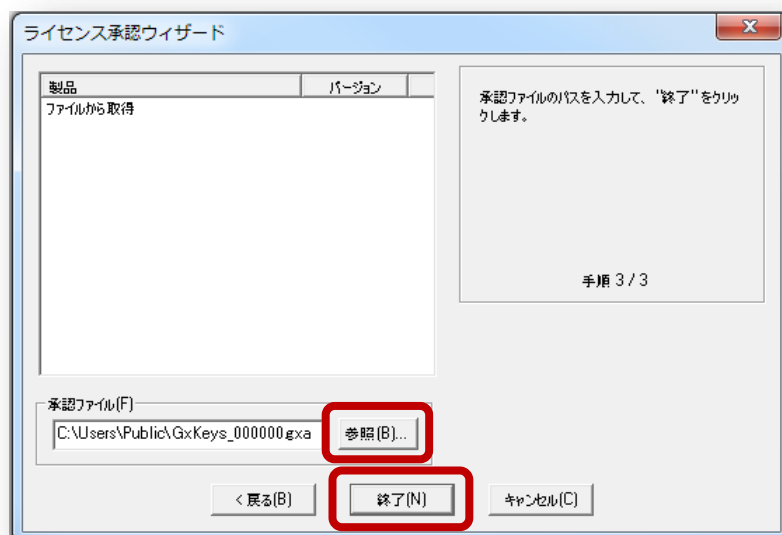 ライセンス承認ウィザード
製品 バージョン
ファイルから取得
承認ファイルのパスを入力して、"終了"をクリッ
クします。
手順 3 / 3
承認ファイル(F)
C:\Users\Public\GxKeys_000000.gxa
参照(B)...
< 戻る(B)
終了(N)
キャンセル(C)